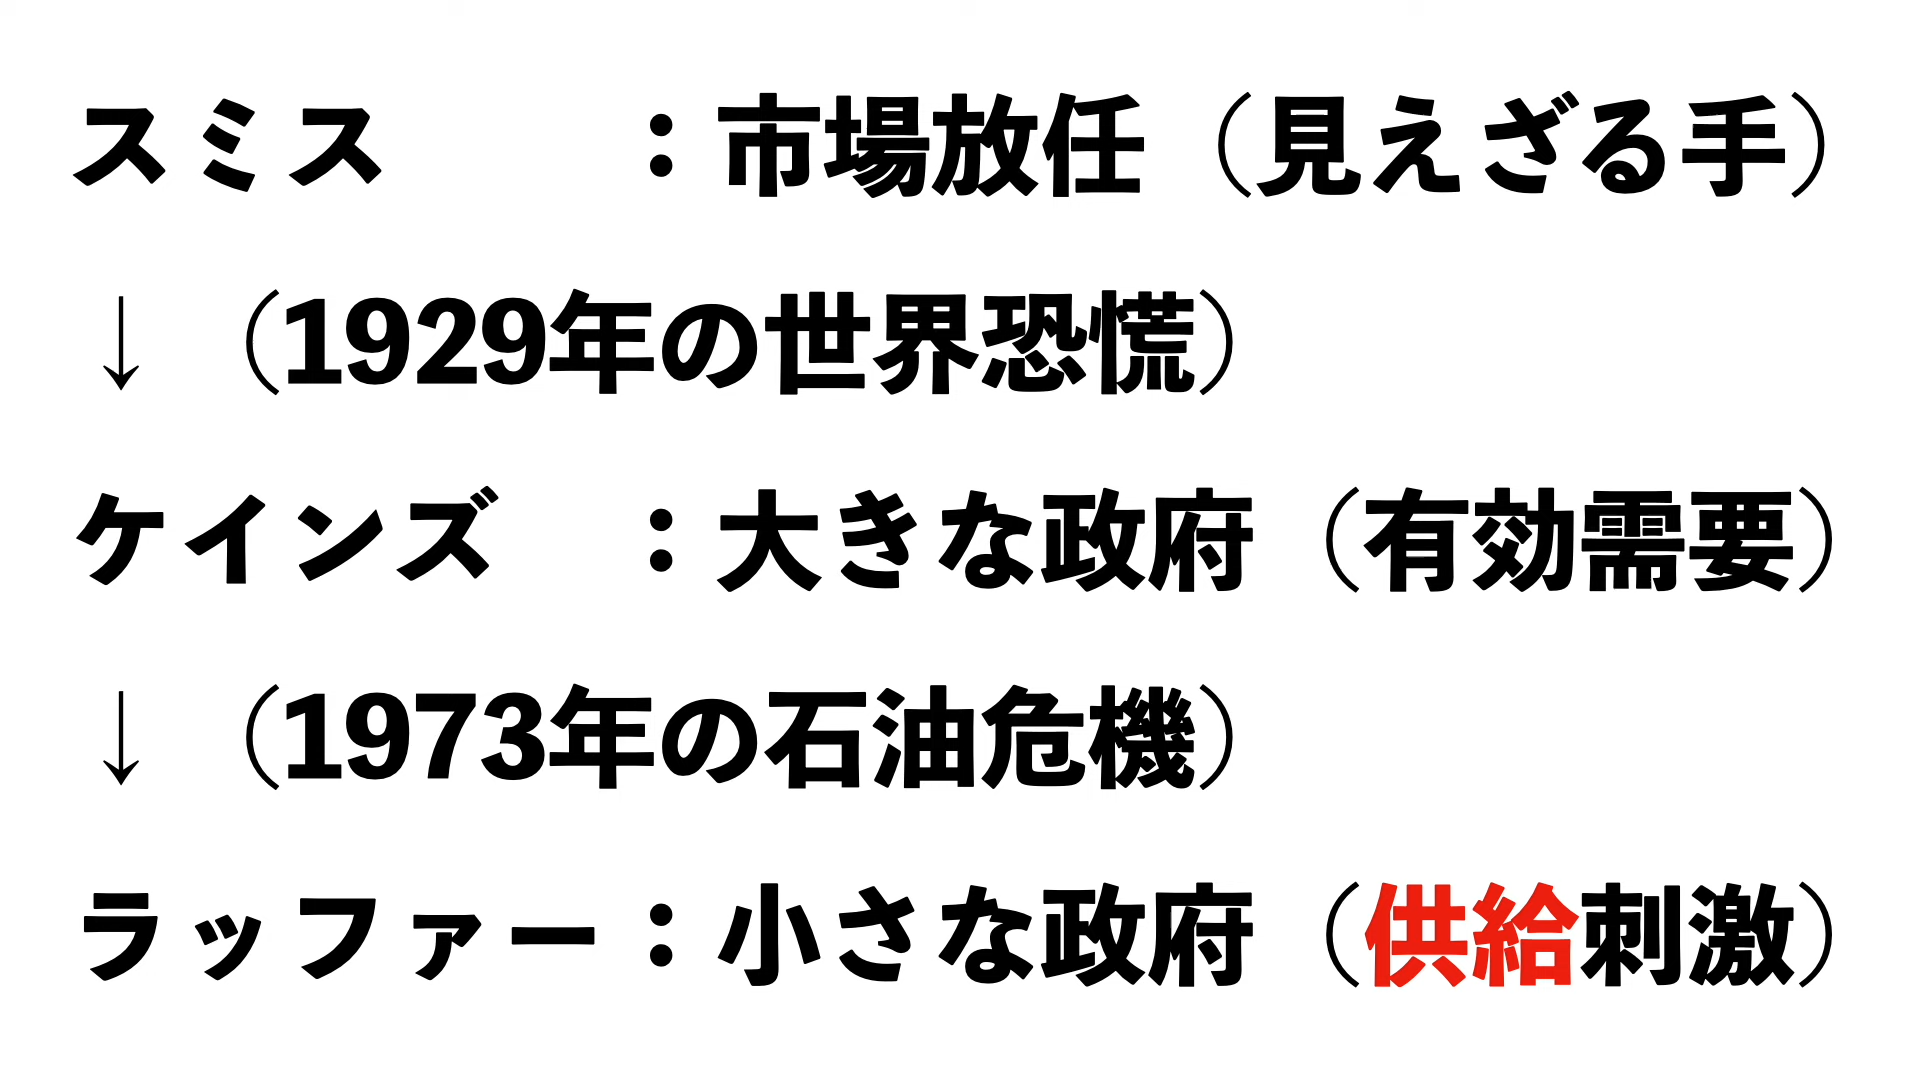 スミス　　：市場放任（見えざる手）
↓（1929年の世界恐慌）
ケインズ　：大きな政府（有効需要）
↓（1973年の石油危機）
ラッファー：小さな政府（供給刺激）